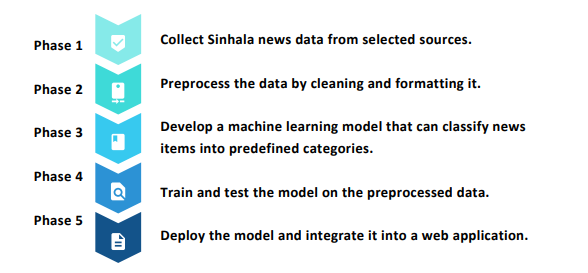 Phase 1
Collect Sinhala news data from selected sources.
Phase 2
Preprocess the data by cleaning and formatting it.
Phase 3
Develop a machine learning model that can classify news
items into predefined categories.
Phase 4
Train and test the model on the preprocessed data.
Phase 5
Deploy the model and integrate it into a web application.